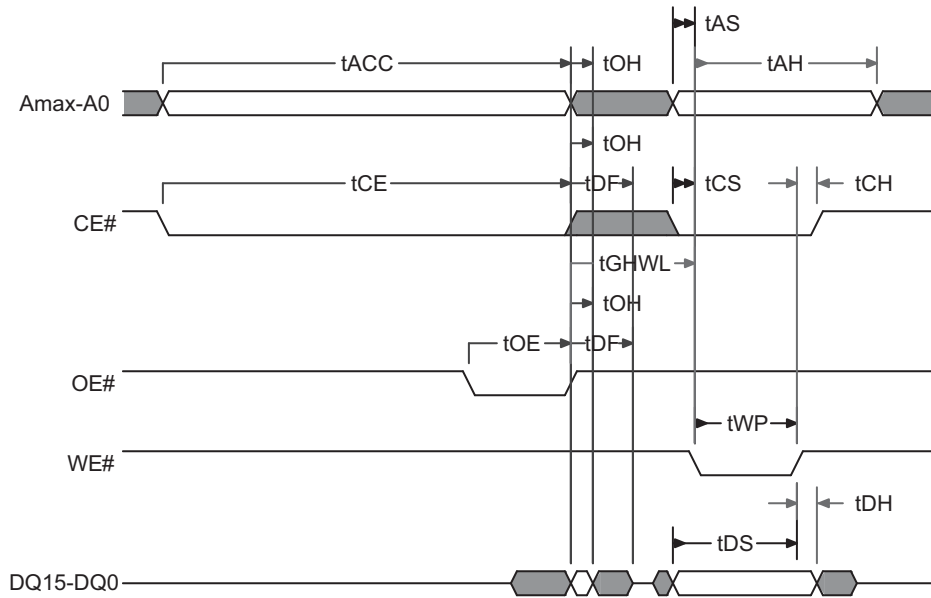 tAS
tACC tOH tAH
Amax-A0
tOH
tCE tDF tCS tCH
CE#
tGHWL
tOH
tOE tDF
OE#
tWP
WE#
tDH
tDS
DQ15-DQ0